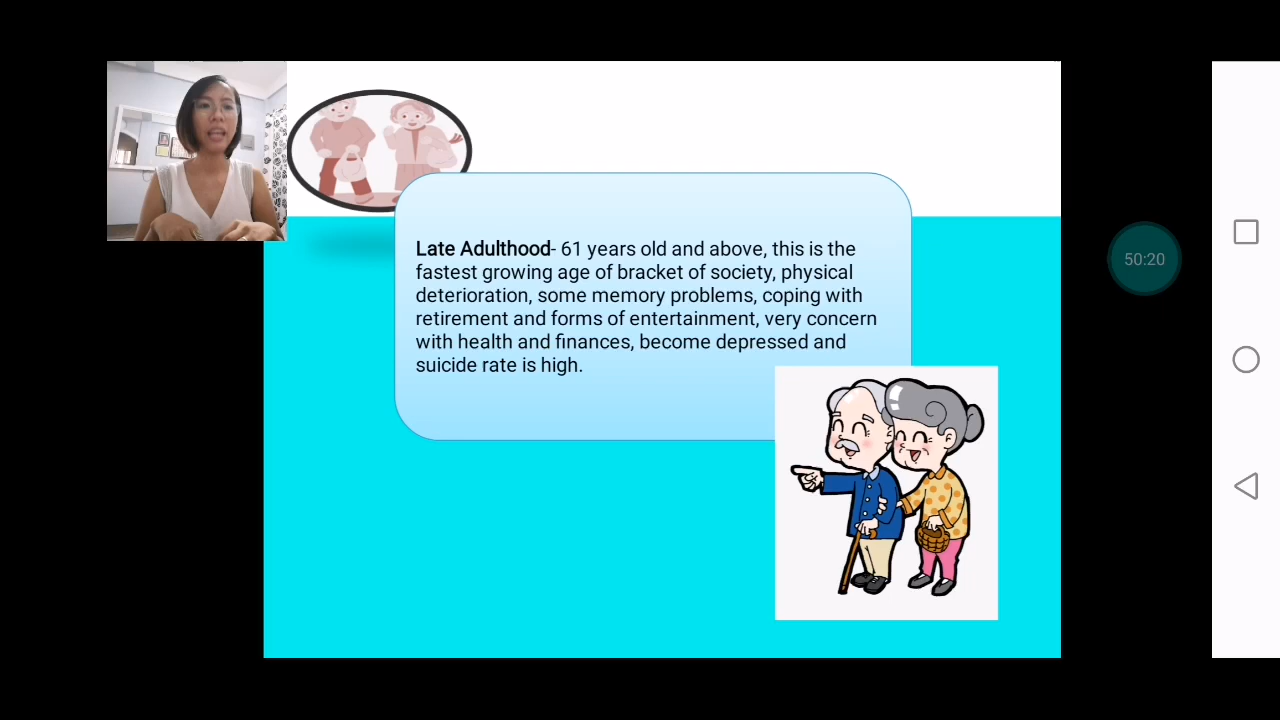 Late Adulthood- 61 years old and above, this is the
fastest growing age of bracket of society, physical
deterioration, some memory problems, coping with
retirement and forms of entertainment, very concern
with health and finances, become depressed and
suicide rate is high.
50:20